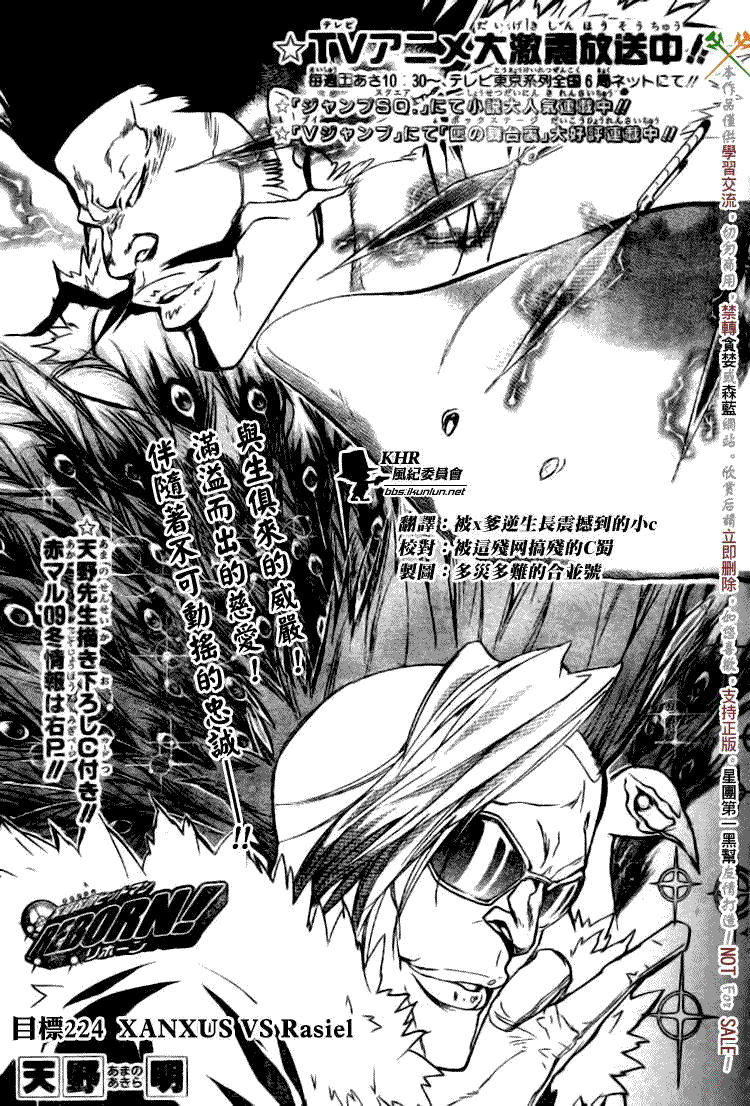 ☆TVアニメ大激震放送中!!
毎週土あさ10:30~、テレビ東京系列全国6局ネットにて!!
☆「ジャンプSQ.」にて小説大人気連載中!!
☆「Vジャンプ」にて「匣の舞台裏」大好評連載中!!
本作品僅供學習交流,勿另商用,禁轉貪婪或森藍網站。欣賞后請立即删除,如您喜歡,支持正版。星團第一黑幫友情打造—NOT For SALE—
與生俱來的威嚴!
滿溢而出的慈愛!
伴隨著不可動搖的忠誠——!!
KHR
風紀委員會
bbs.ikunlun.net
翻譯:被x爹逆生長震撼到的小c
校對:被這殘网搞殘的C蜀
製圖:多災多難的合並號
☆天野先生描き下ろしC付き!!
赤マル'09冬情報は右P.!!
REBORN!
リボーン
目標224 XANXUS VS Rasiel
天野明
あまの
あきら